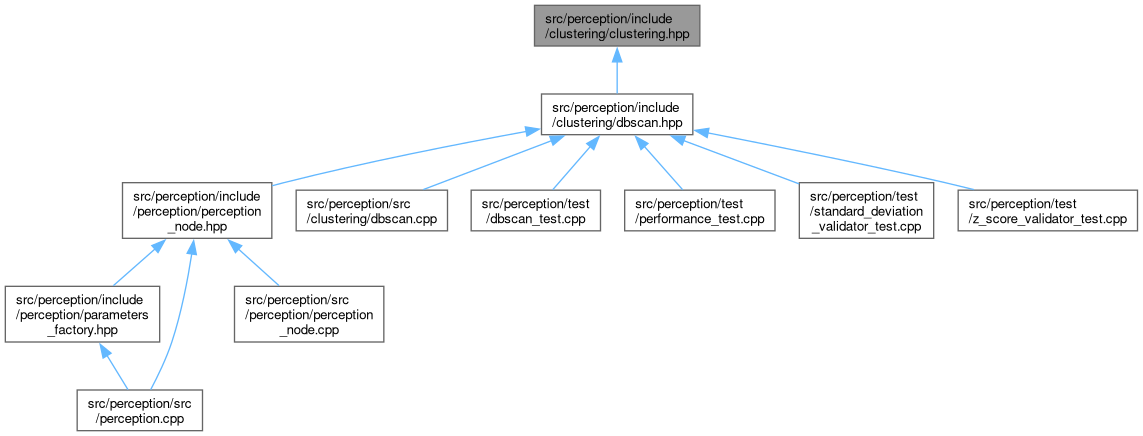 src/perception/include
/clustering/clustering.hpp
src/perception/include
/clustering/dbscan.hpp
src/perception/include
/perception/perception
_node.hpp
src/perception/src
/clustering/dbscan.cpp
src/perception/test
/dbscan_test.cpp
src/perception/test
/performance_test.cpp
src/perception/test
/standard_deviation
_validator_test.cpp
src/perception/test
/z_score_validator_test.cpp
src/perception/include
/perception/parameters
_factory.hpp
src/perception/src
/perception/perception
_node.cpp
src/perception/src
/perception.cpp